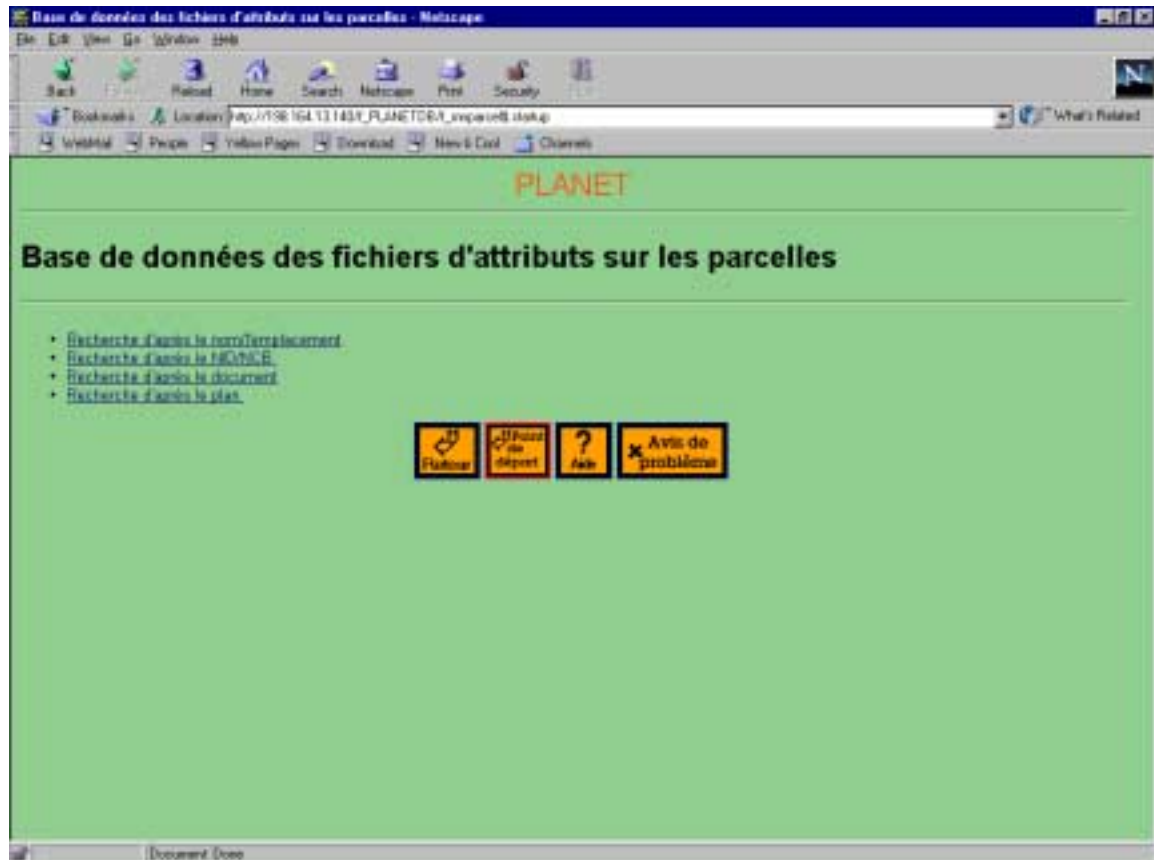 Base de données des fichiers d'attributs sur les parcelles - Netscape
File Edit View Go Window Help
Back Reload Home Search Netscape Print Security
Bookmarks Location: What's Related
WebMail People Yellow Pages Download New & Cool Channels
PLANET
Base de données des fichiers d'attributs sur les parcelles
• Recherche d'après le nom/l'emplacement
• Recherche d'après le NID/NCE
• Recherche d'après le document
• Recherche d'après le plan
Retour Point de départ ? Aide Avis de problème
Document: Done